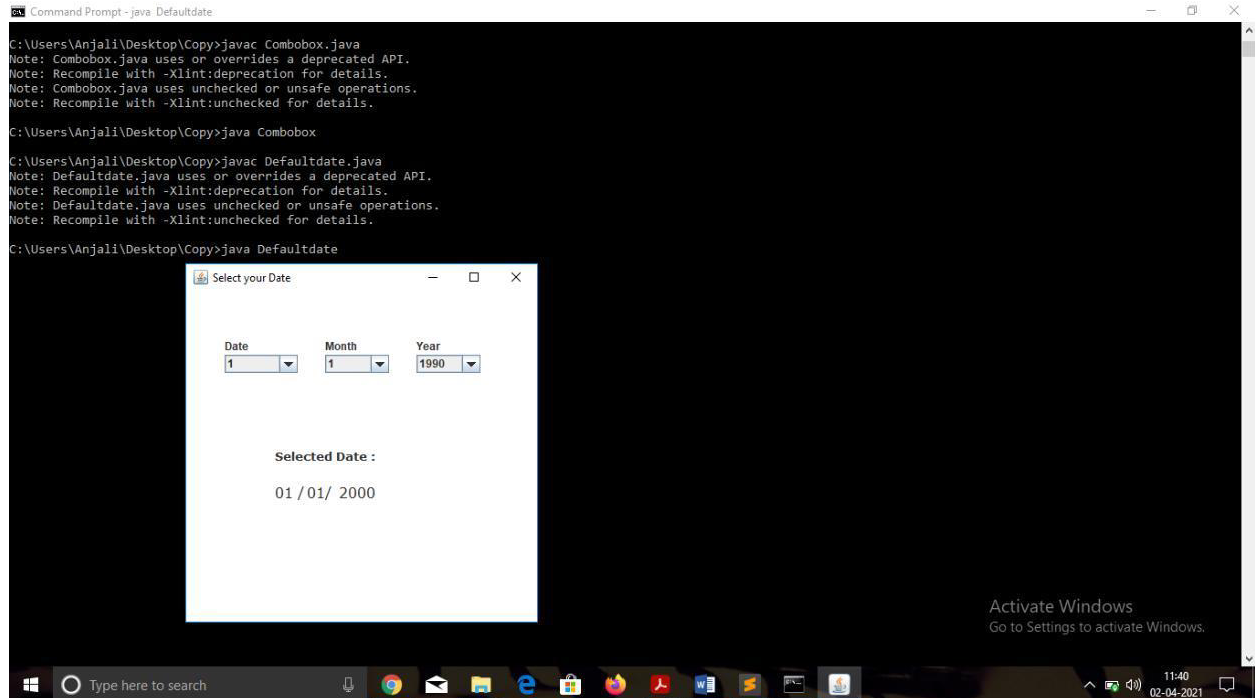 Command Prompt - java Defaultdate
C:\Users\Anjali\Desktop\Copy>javac Combobox.java
Note: Combobox.java uses or overrides a deprecated API.
Note: Recompile with -Xlint:deprecation for details.
Note: Combobox.java uses unchecked or unsafe operations.
Note: Recompile with -Xlint:unchecked for details.
C:\Users\Anjali\Desktop\Copy>java Combobox
C:\Users\Anjali\Desktop\Copy>javac Defaultdate.java
Note: Defaultdate.java uses or overrides a deprecated API.
Note: Recompile with -Xlint:deprecation for details.
Note: Defaultdate.java uses unchecked or unsafe operations.
Note: Recompile with -Xlint:unchecked for details.
C:\Users\Anjali\Desktop\Copy>java Defaultdate
Select your Date
Date Month Year
1 1 1990
Selected Date :
01 / 01/ 2000
Activate Windows
Go to Settings to activate Windows.
Type here to search
11:40
02-04-2021